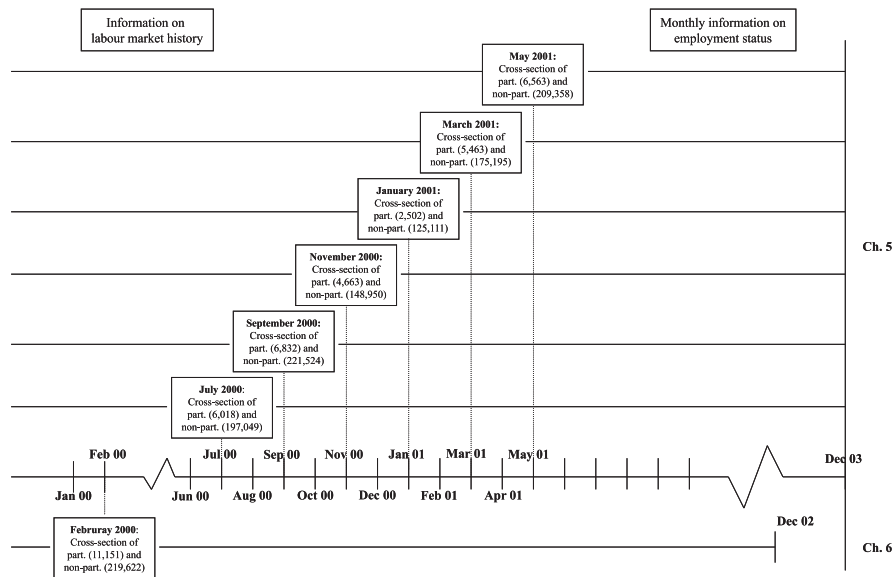 Information on
labour market history
Monthly information on
employment status
May 2001:
Cross-section of
part. (6,563) and
non-part. (209,358)
March 2001:
Cross-section of
part. (5,463) and
non-part. (175,195)
January 2001:
Cross-section of
part. (2,502) and
non-part. (125,111)
Ch. 5
November 2000:
Cross-section of
part. (4,663) and
non-part. (148,950)
September 2000:
Cross-section of
part. (6,832) and
non-part. (221,524)
July 2000:
Cross-section of
part. (6,018) and
non-part. (197,049)
Feb 00 Jul 00 Sep 00 Nov 00 Jan 01 Mar 01 May 01 Dec 03
Jan 00 Jun 00 Aug 00 Oct 00 Dec 00 Feb 01 Apr 01
Dec 02
Februray 2000:
Cross-section of
part. (11,151) and
non-part. (219,622)
Ch. 6